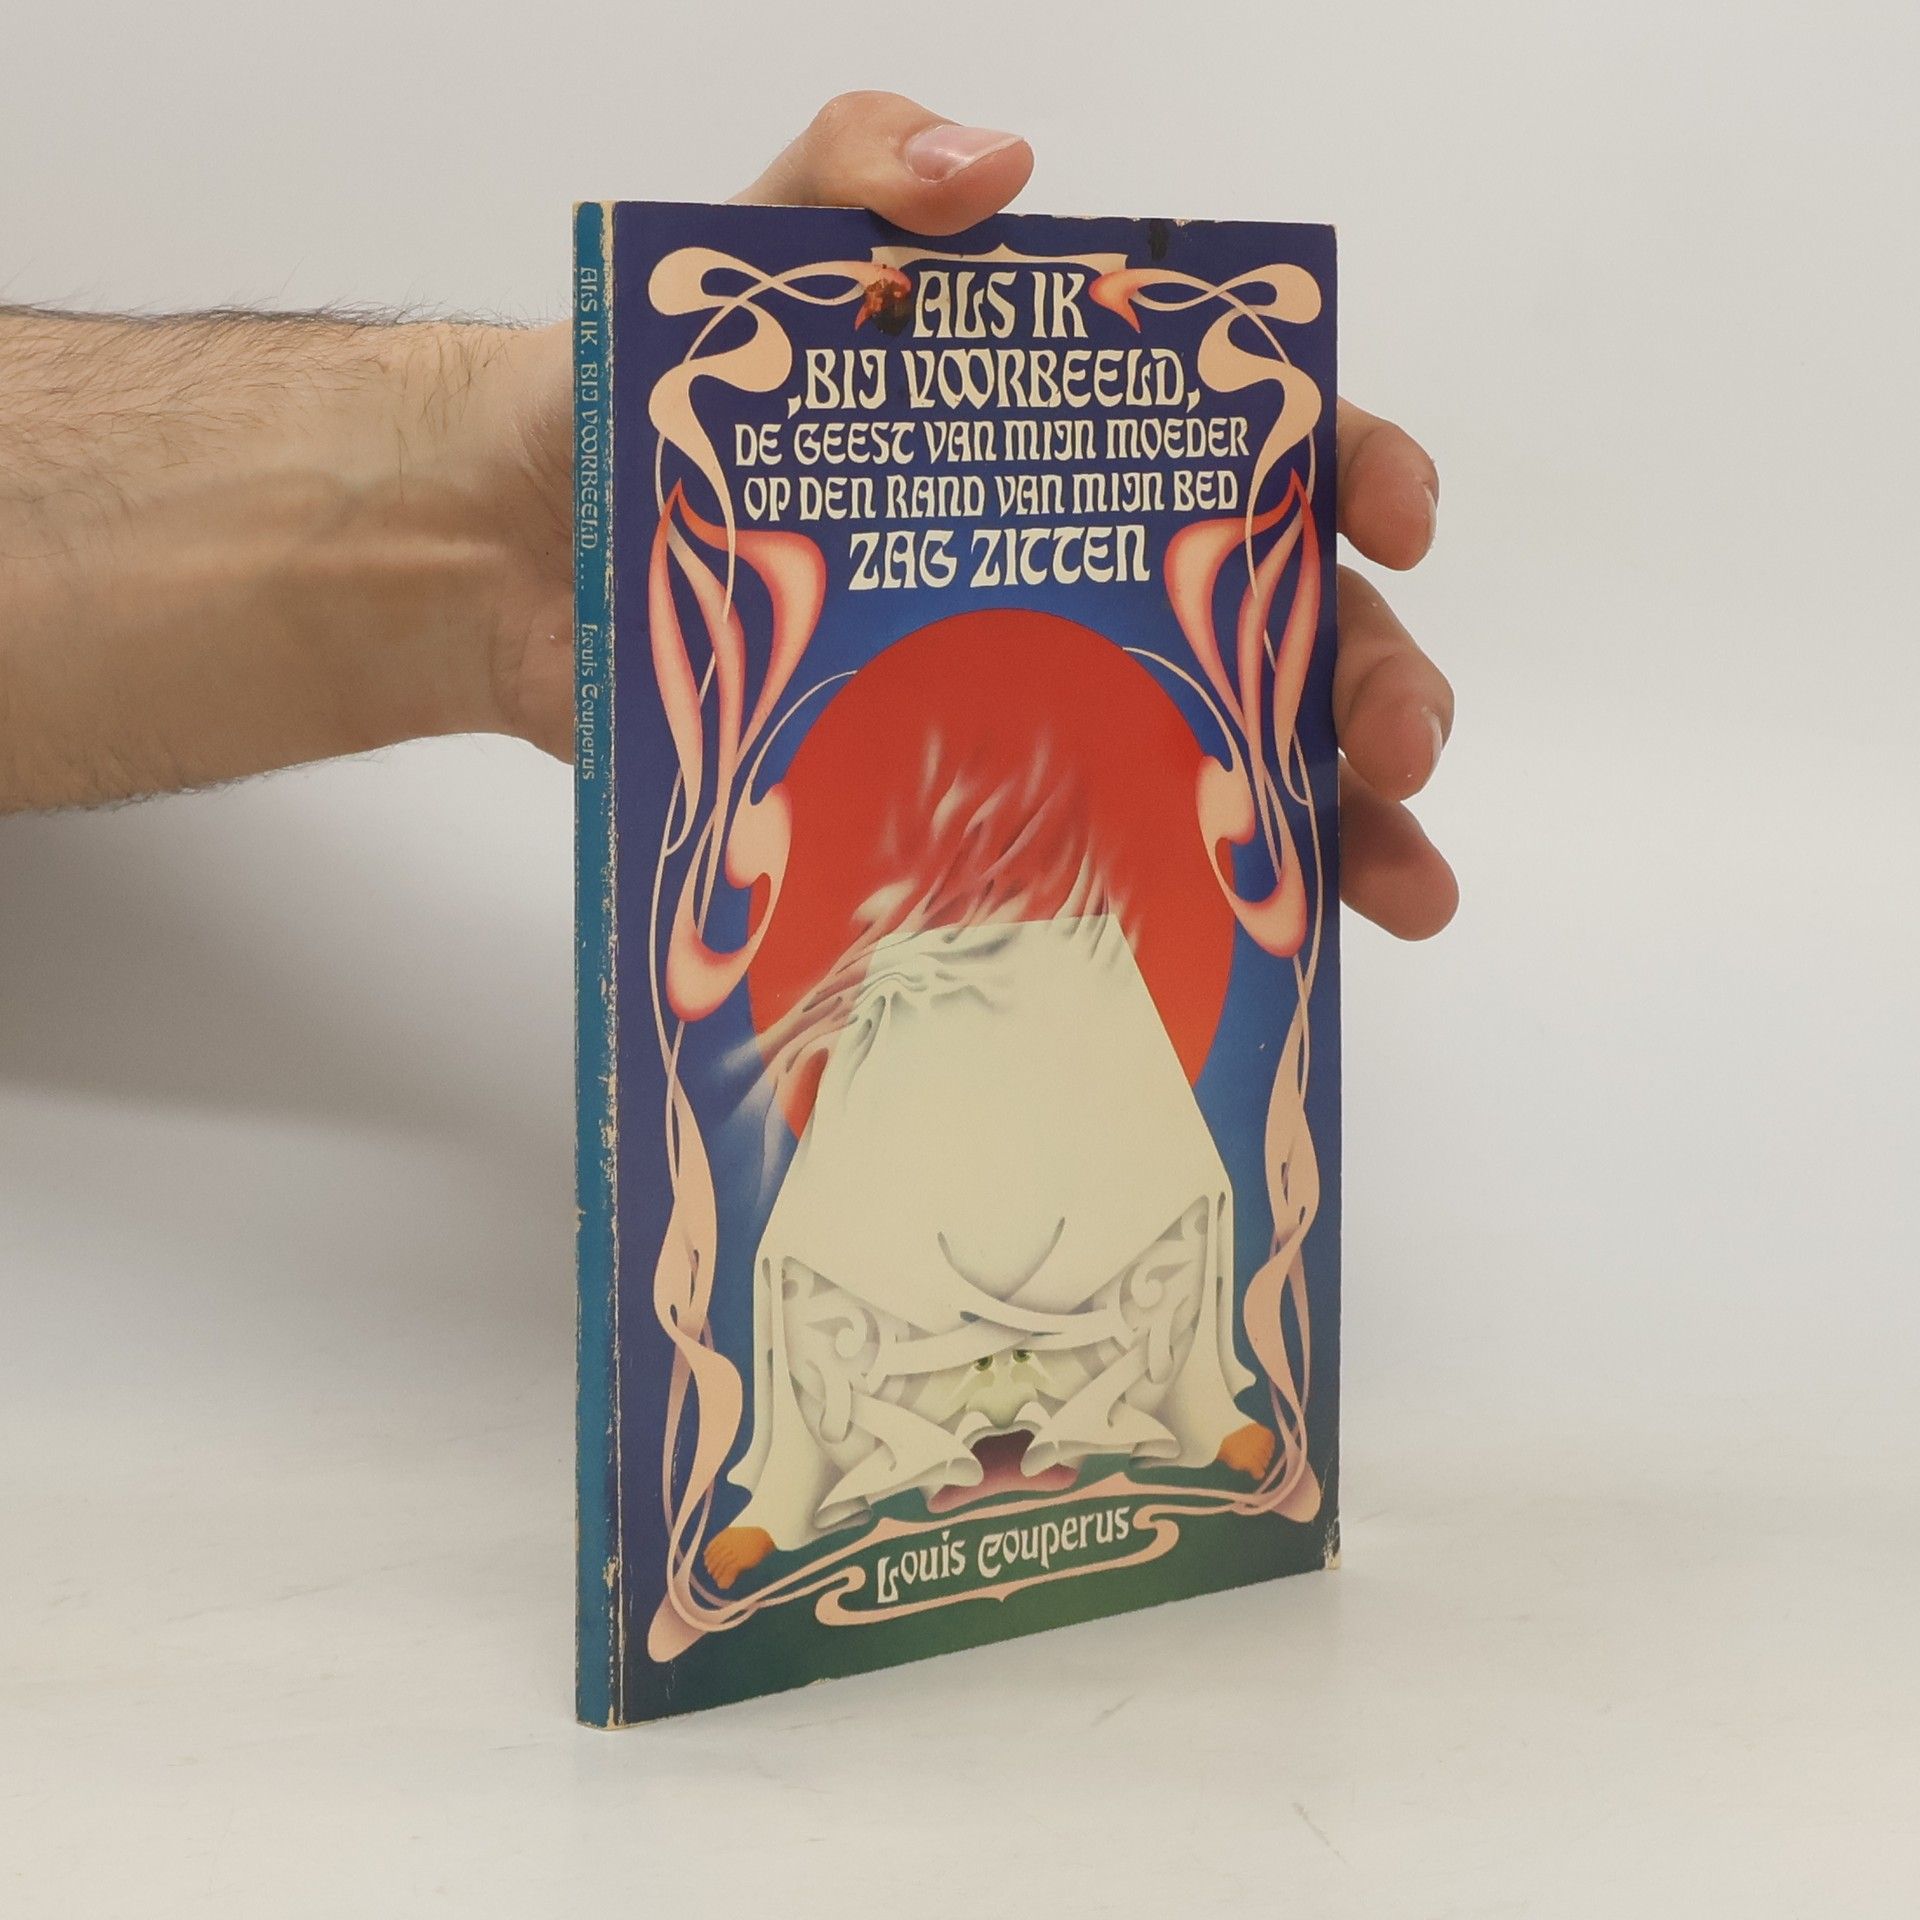 ALS IK
, BIJ VOORBEELD,
DE GEEST VAN MIJN MOEDER
OP DEN RAND VAN MIJN BED
ZAG ZITTEN
Louis Couperus
ALS IK, BIJ VOORBEELD.... Louis Couperus